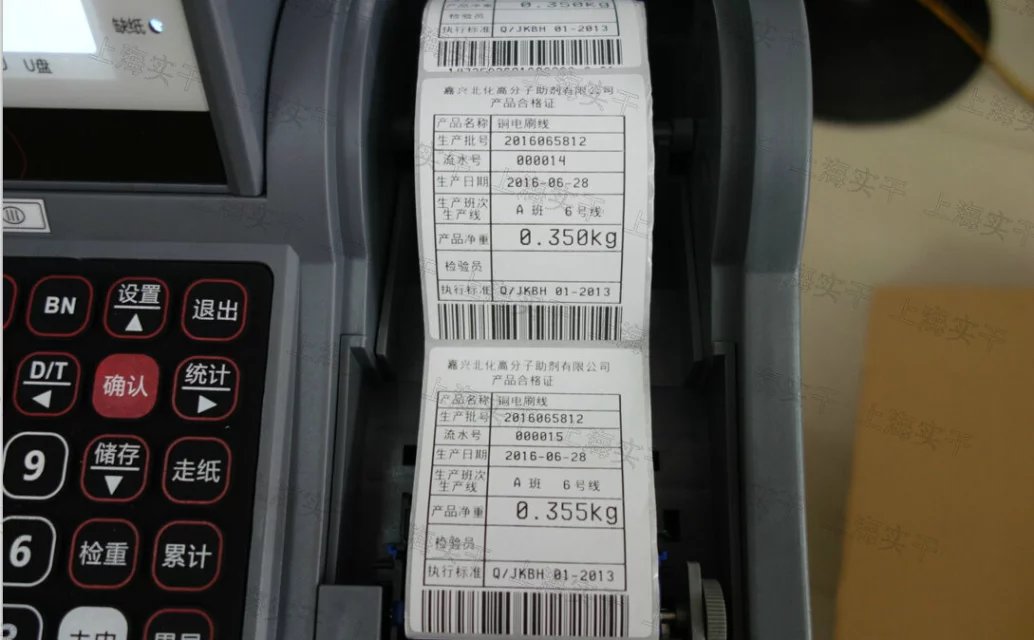 缺纸
U盘
BN
设置
退出
D/T
确认
统计
9
储存
走纸
6
检重
累计
产品净重 0.350kg
检验员
执行标准 Q/JKBH 01-2013
嘉兴北化高分子助剂有限公司
产品合格证
产品名称 铜电刷线
生产批号 2016065812
流水号 000014
生产日期 2016-06-28
生产班次
生产线 A 班 6号线
产品净重 0.350kg
检验员
执行标准 Q/JKBH 01-2013
嘉兴北化高分子助剂有限公司
产品合格证
产品名称 铜电刷线
生产批号 2016065812
流水号 000015
生产日期 2016-06-28
生产班次
生产线 A 班 6号线
产品净重 0.355kg
检验员
执行标准 Q/JKBH 01-2013
上海实干